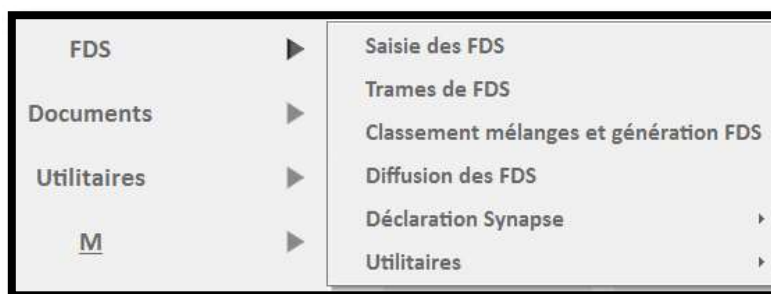 FDS
Documents
Utilitaires
M
Saisie des FDS
Trames de FDS
Classement mélanges et génération FDS
Diffusion des FDS
Déclaration Synapse
Utilitaires